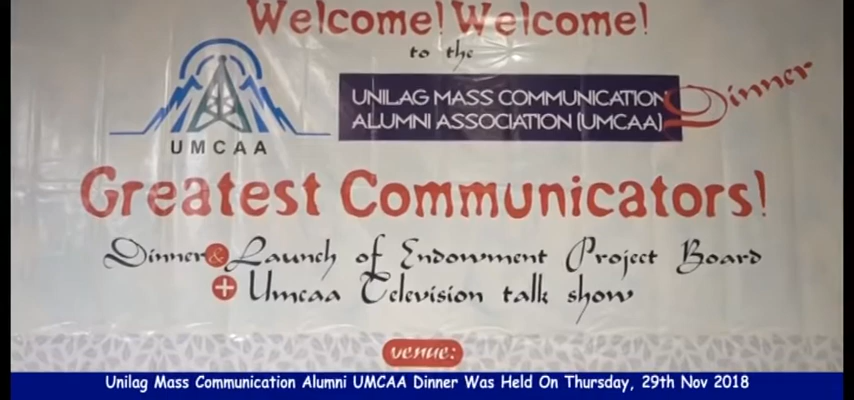 Welcome! Welcome!
to the
UMCAA
UNILAG MASS COMMUNICATION
ALUMNI ASSOCIATION (UMCAA)
Dinner
Greatest Communicators!
Dinner & Launch of Endowment Project Board
+ Umcaa Television talk show
venue:
Unilag Mass Communication Alumni UMCAA Dinner Was Held On Thursday, 29th Nov 2018